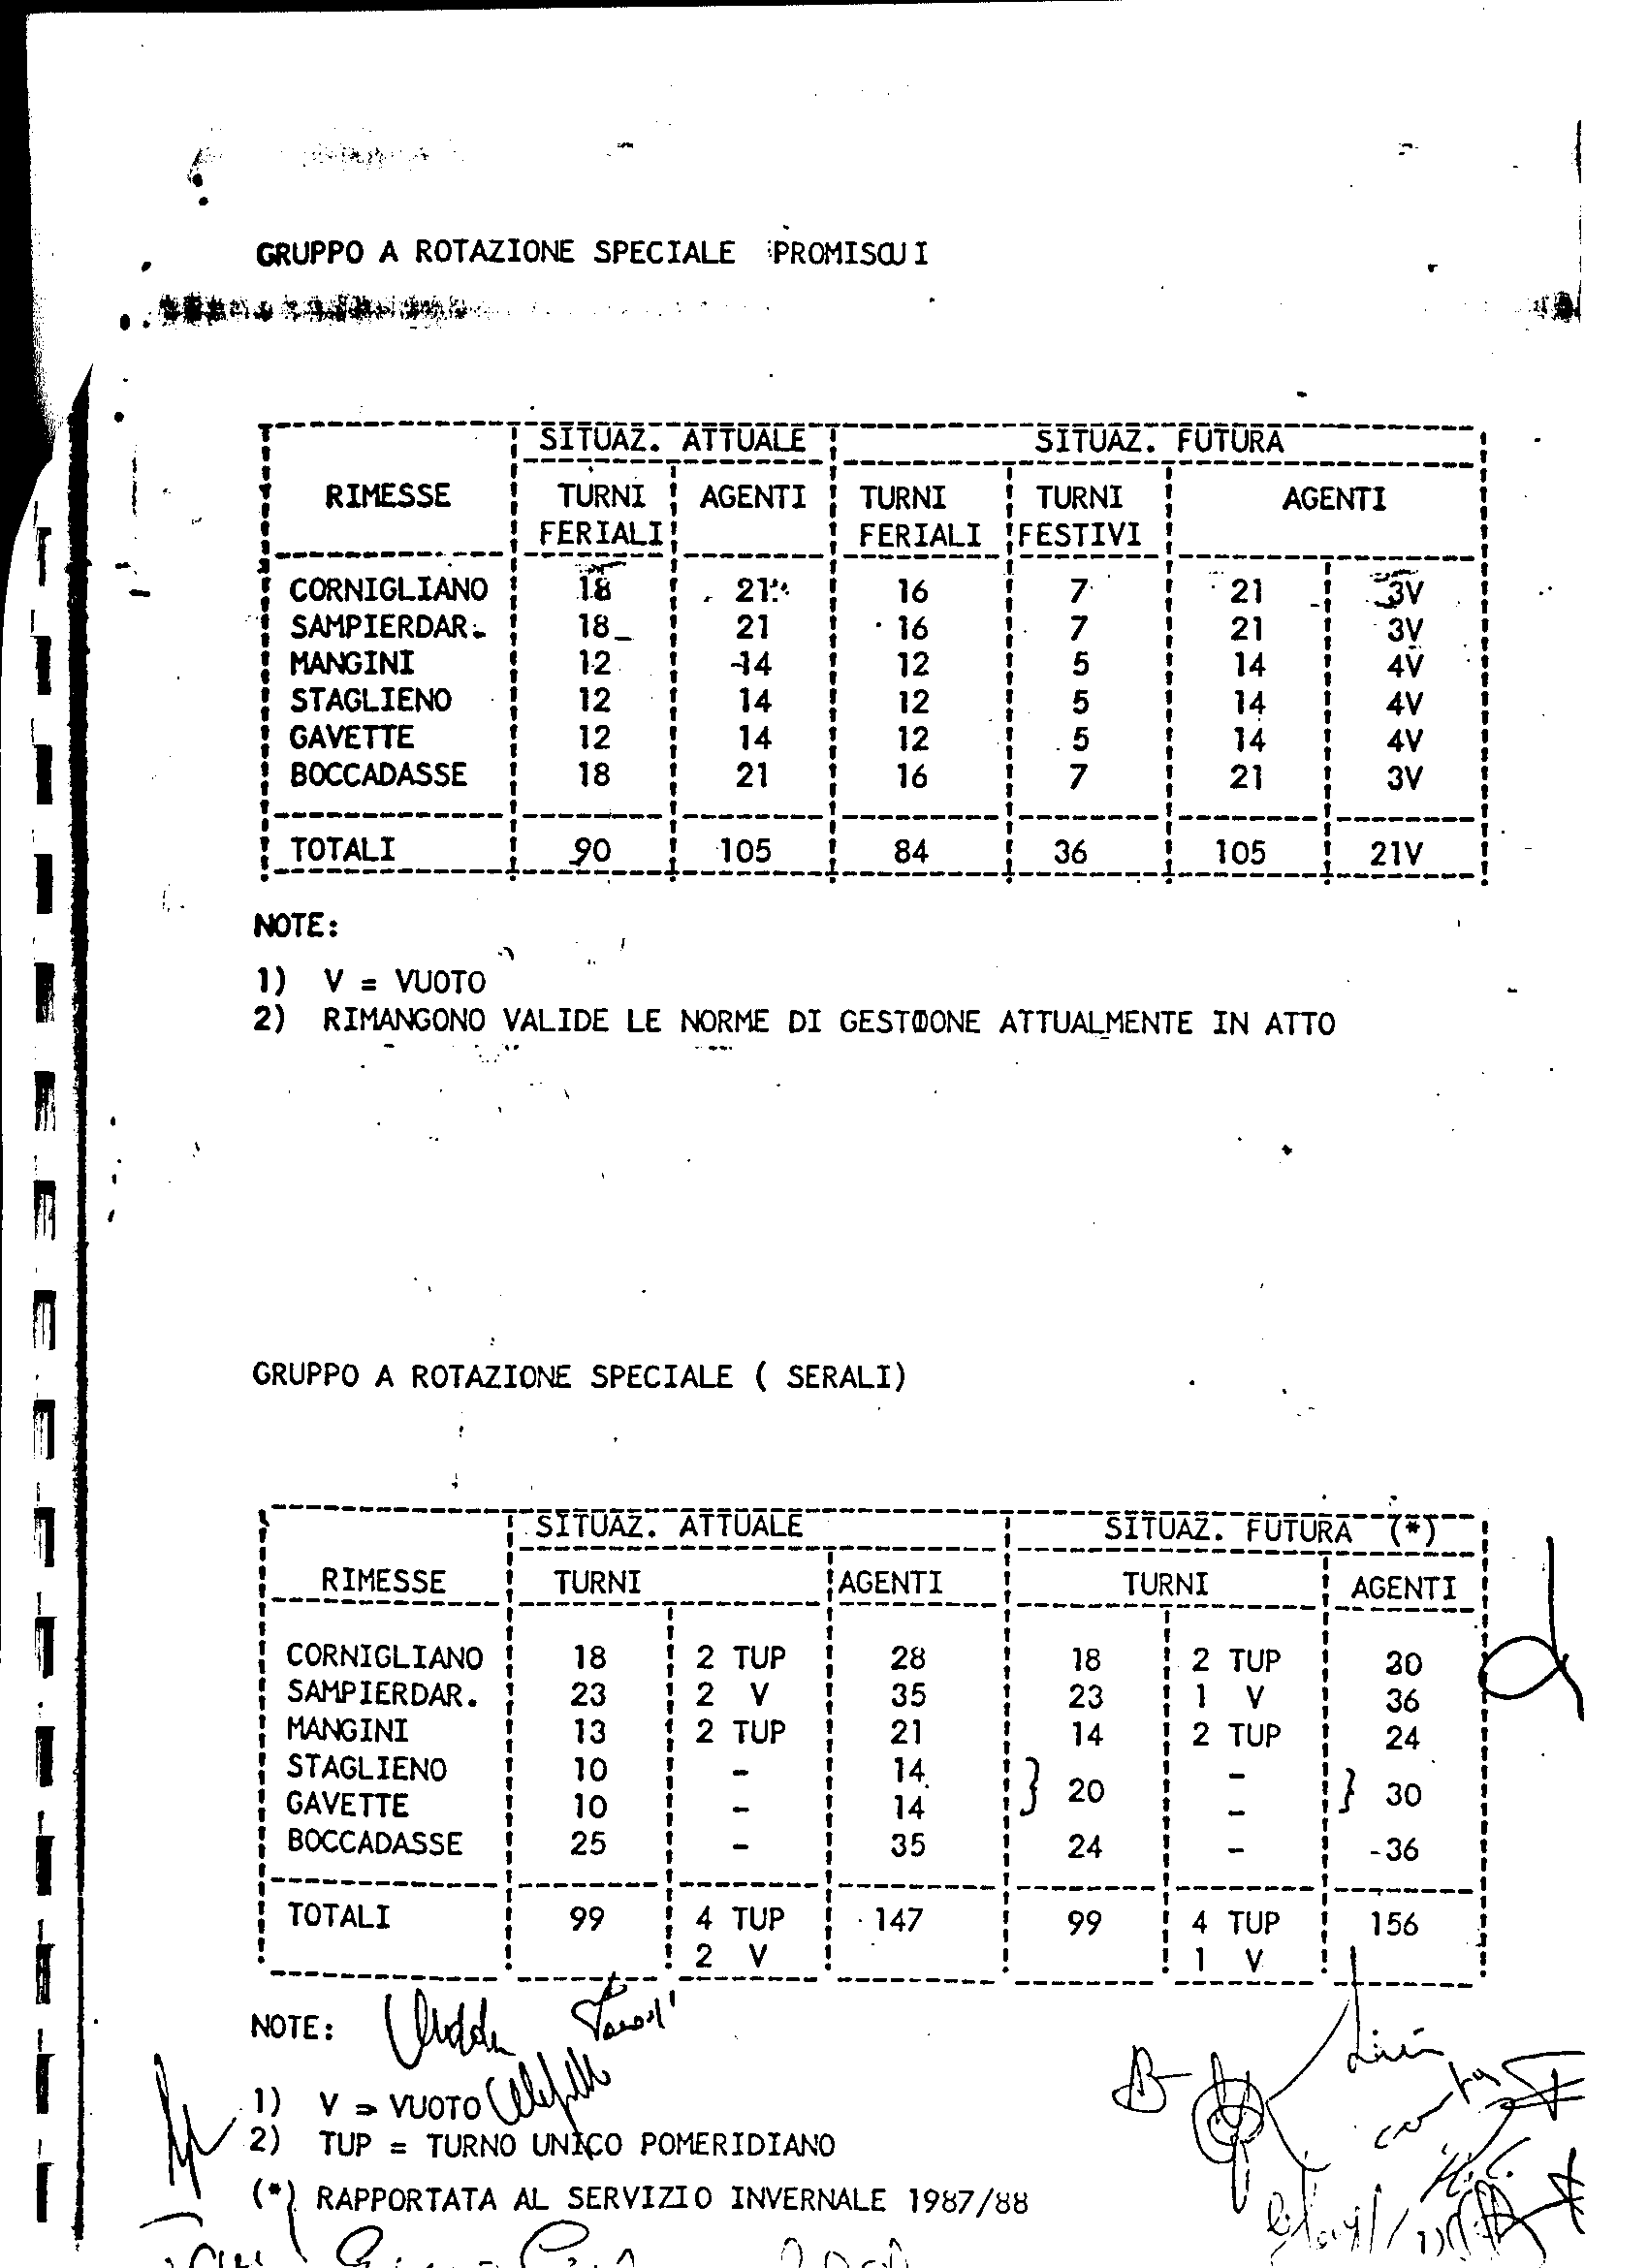 GRUPPO A ROTAZIONE SPECIALE PROMISCUI
SITUAZ. ATTUALE SITUAZ. FUTURA
RIMESSE TURNI AGENTI TURNI TURNI AGENTI
FERIALI FERIALI FESTIVI
CORNIGLIANO 18 21 16 7 21 3V
SAMPIERDAR. 18 21 16 7 21 3V
MANGINI 12 14 12 5 14 4V
STAGLIENO 12 14 12 5 14 4V
GAVETTE 12 14 12 5 14 4V
BOCCADASSE 18 21 16 7 21 3V
TOTALI 90 105 84 36 105 21V
NOTE:
1) V = VUOTO
2) RIMANGONO VALIDE LE NORME DI GESTIONE ATTUALMENTE IN ATTO
GRUPPO A ROTAZIONE SPECIALE ( SERALI)
SITUAZ. ATTUALE SITUAZ. FUTURA (*)
RIMESSE TURNI AGENTI TURNI AGENTI
CORNIGLIANO 18 2 TUP 28 18 2 TUP 30
SAMPIERDAR. 23 2 V 35 23 1 V 36
MANGINI 13 2 TUP 21 14 2 TUP 24
STAGLIENO 10 - 14 } 20 - } 30
GAVETTE 10 - 14 -
BOCCADASSE 25 - 35 24 - 36
TOTALI 99 4 TUP 147 99 4 TUP 156
2 V 1 V
NOTE:
1) V = VUOTO
2) TUP = TURNO UNICO POMERIDIANO
(*) RAPPORTATA AL SERVIZIO INVERNALE 1987/88